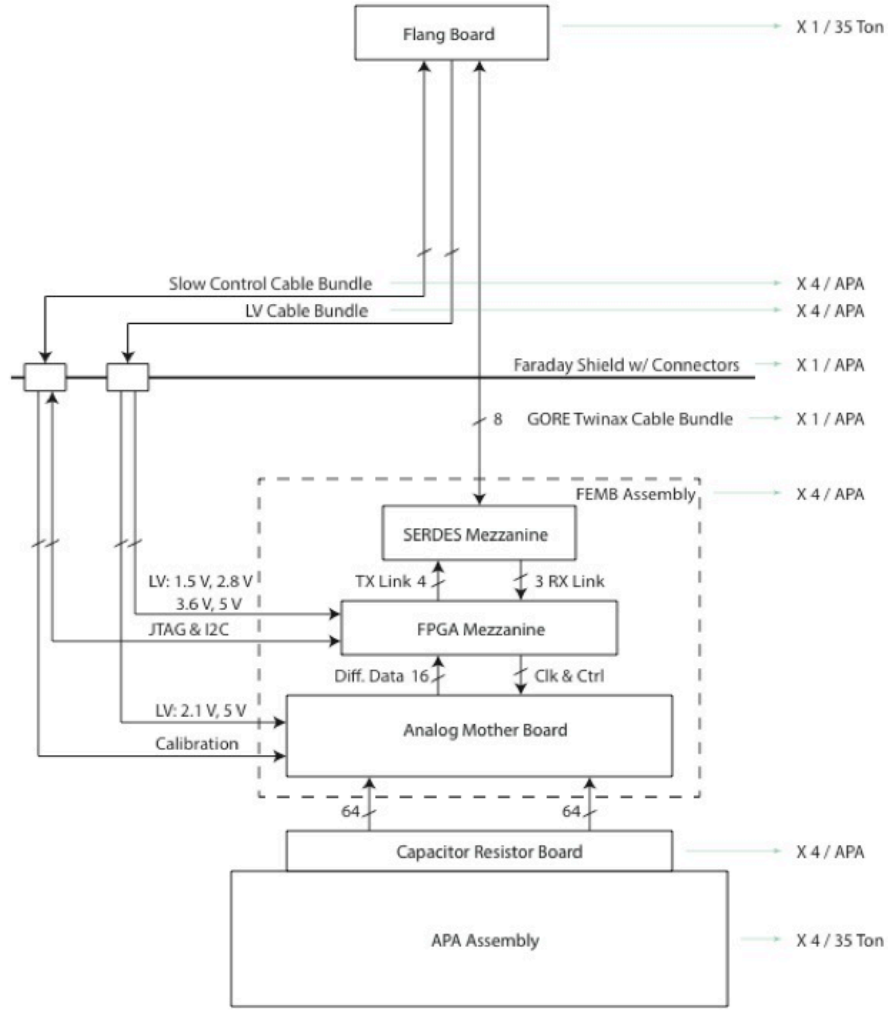 Flang Board
X 1 / 35 Ton
Slow Control Cable Bundle
X 4 / APA
LV Cable Bundle
X 4 / APA
Faraday Shield w/ Connectors
X 1 / APA
8
GORE Twinax Cable Bundle
X 1 / APA
FEMB Assembly
X 4 / APA
SERDES Mezzanine
TX Link 4
3 RX Link
LV: 1.5 V, 2.8 V
3.6 V, 5 V
FPGA Mezzanine
JTAG & I2C
Diff. Data 16
Clk & Ctrl
LV: 2.1 V, 5 V
Analog Mother Board
Calibration
64
64
Capacitor Resistor Board
X 4 / APA
APA Assembly
X 4 / 35 Ton